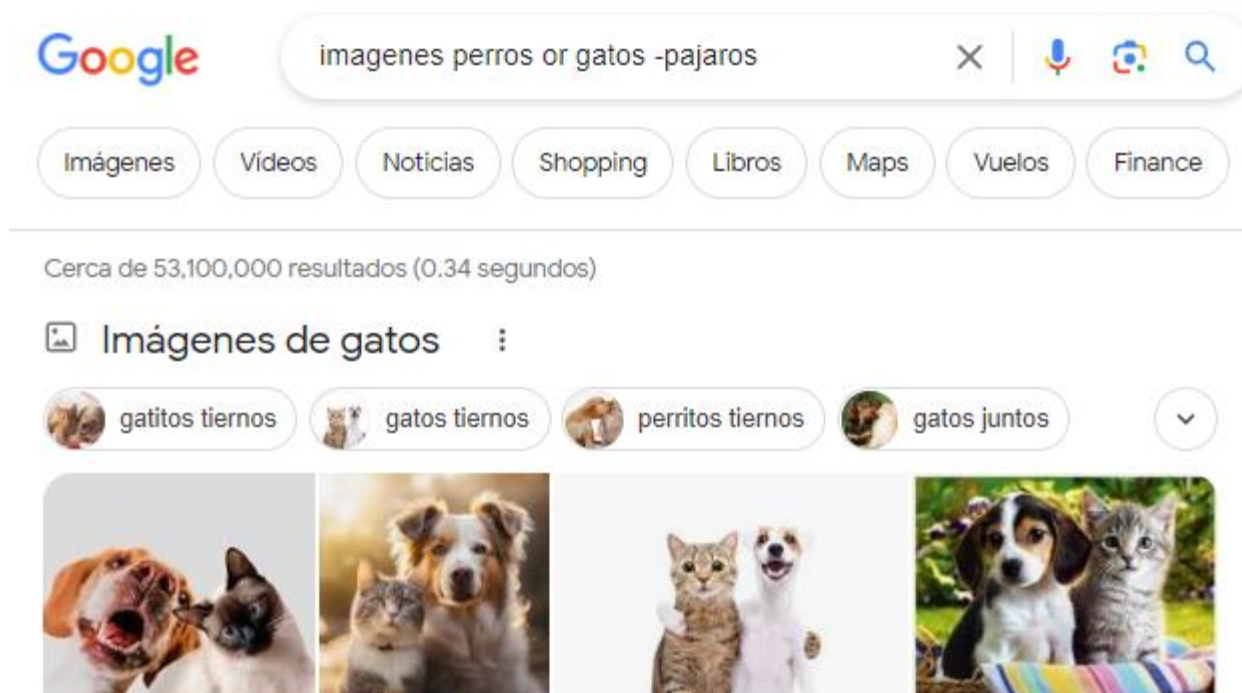 Google
imagenes perros or gatos -pajaros
Imágenes Vídeos Noticias Shopping Libros Maps Vuelos Finance
Cerca de 53,100,000 resultados (0.34 segundos)
Imágenes de gatos
gatitos tiernos gatos tiernos perritos tiernos gatos juntos